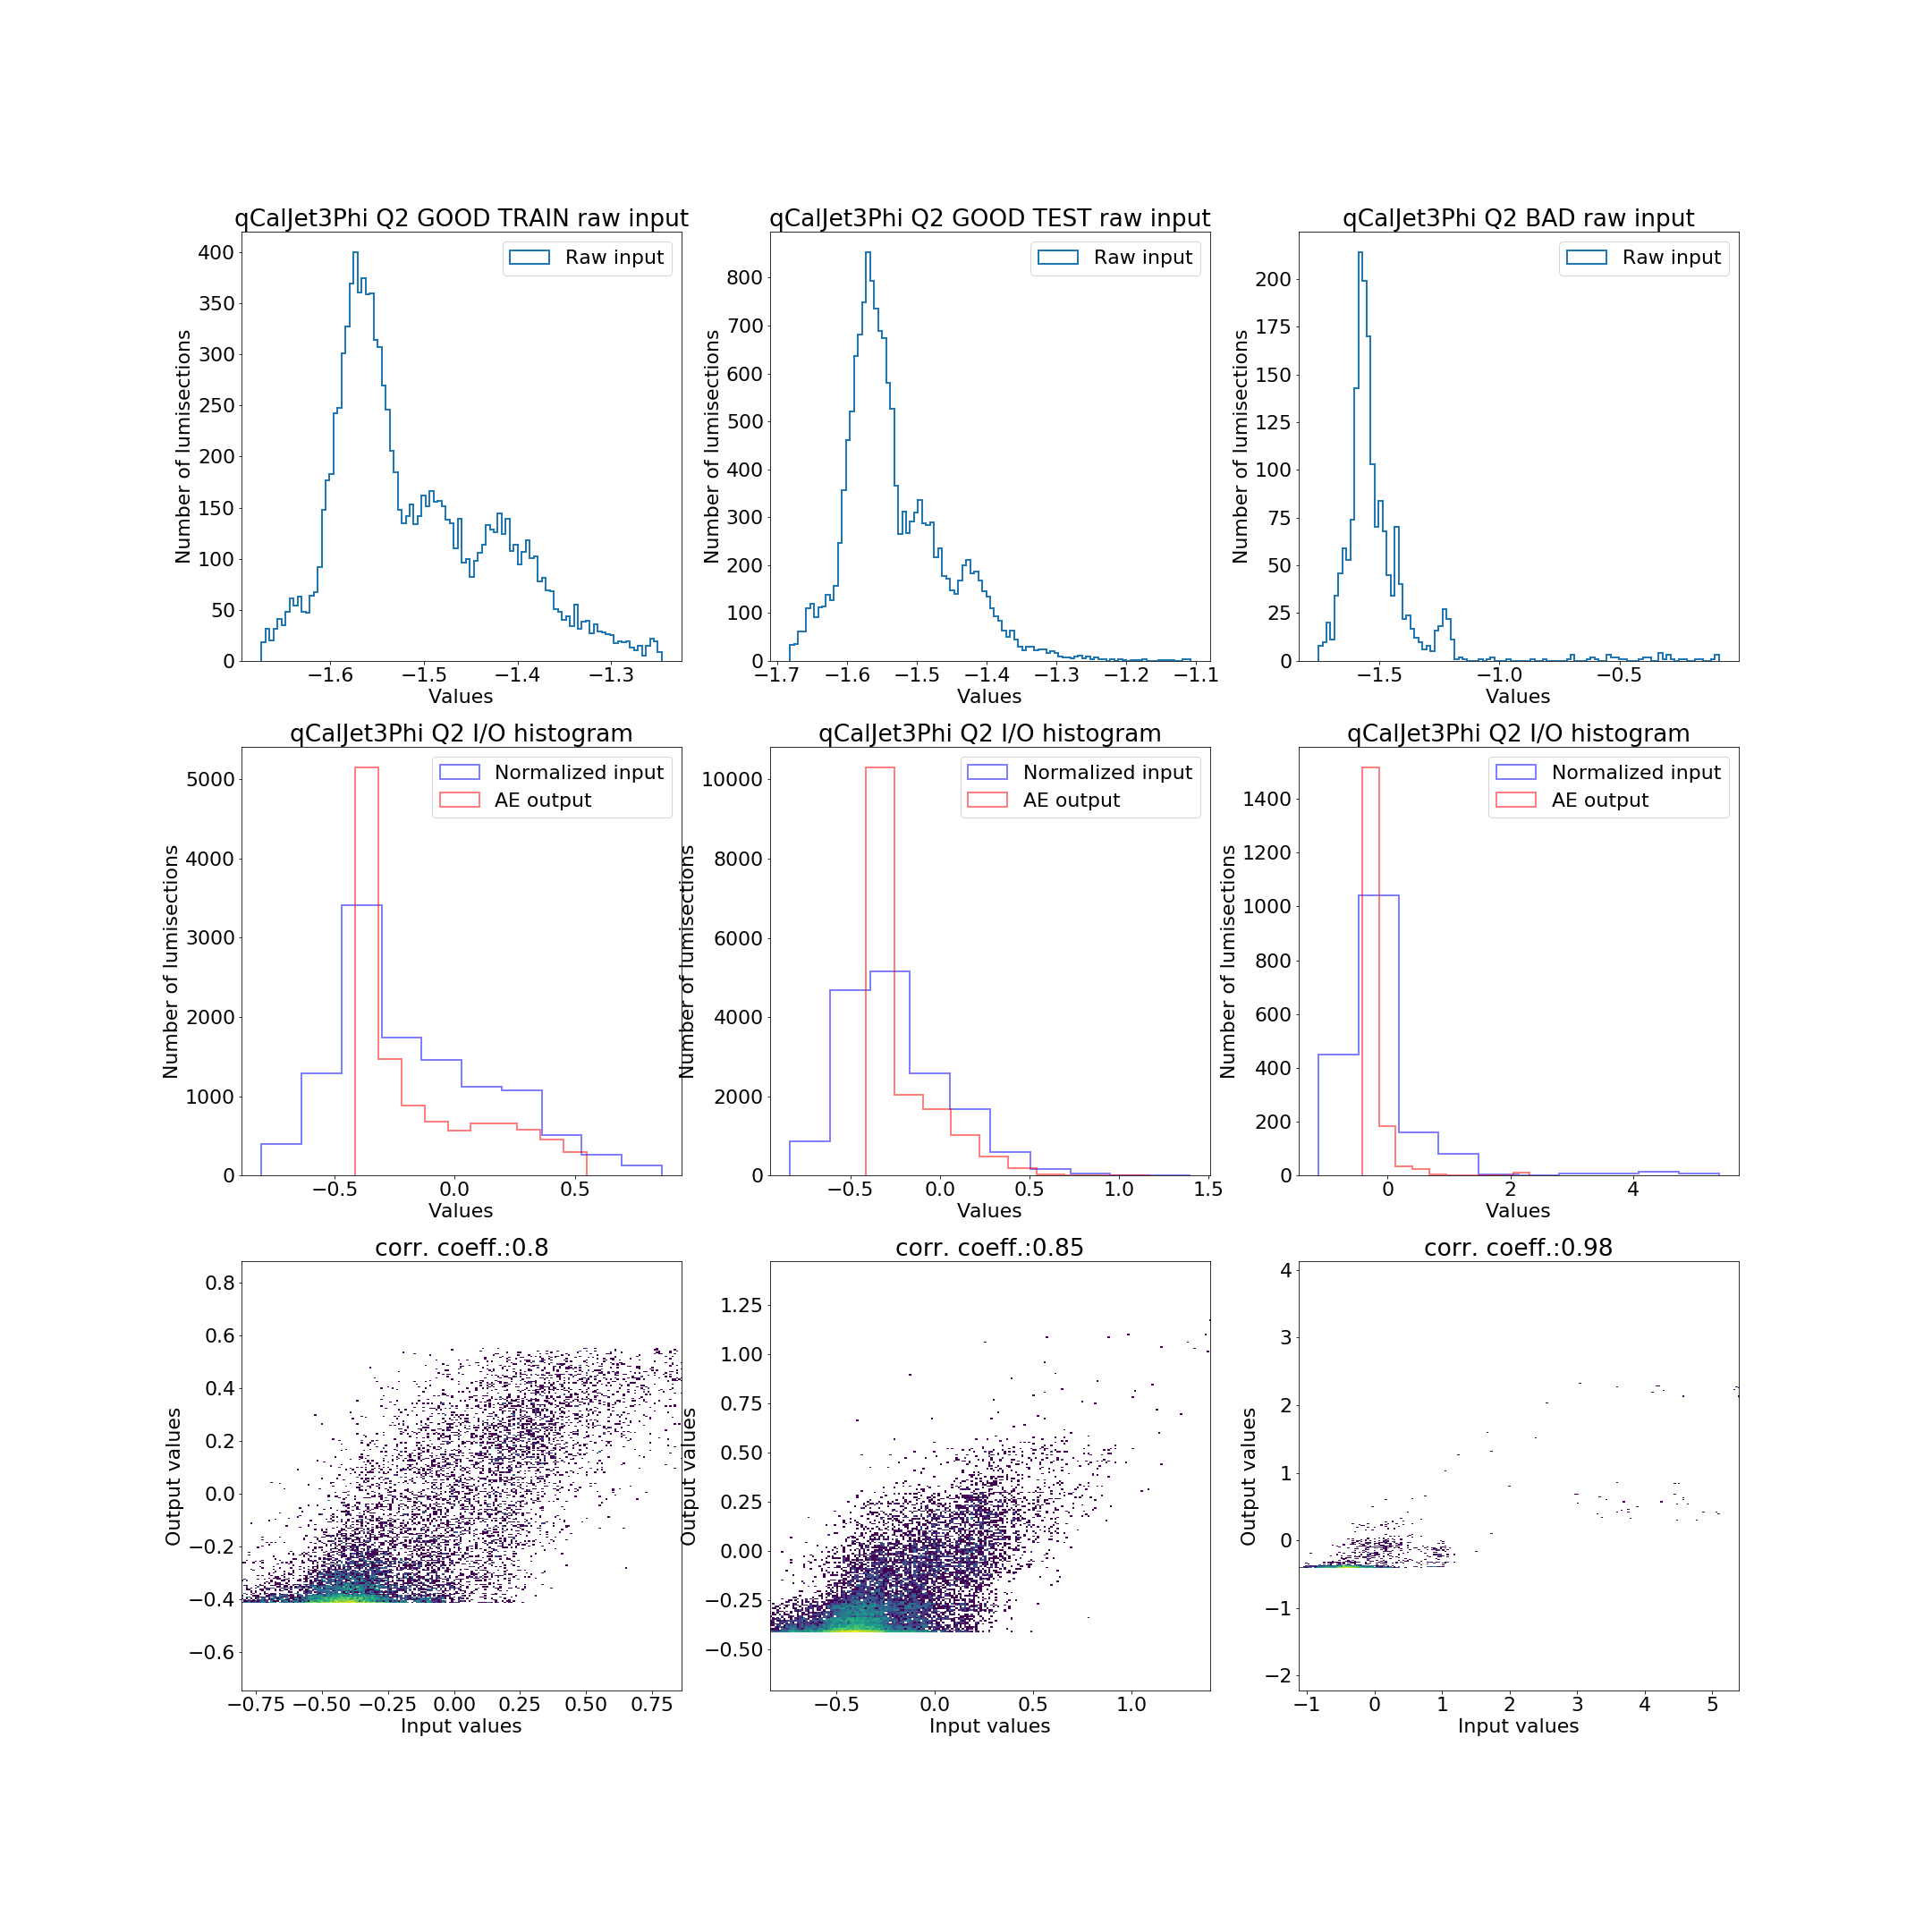 qCalJet3Phi Q2 GOOD TRAIN raw input
Raw input
400
350
300
250
200
150
100
50
0
Number of lumisections
−1.6 −1.5 −1.4 −1.3
Values
qCalJet3Phi Q2 GOOD TEST raw input
Raw input
800
700
600
500
400
300
200
100
0
Number of lumisections
−1.7 −1.6 −1.5 −1.4 −1.3 −1.2 −1.1
Values
qCalJet3Phi Q2 BAD raw input
Raw input
200
175
150
125
100
75
50
25
0
Number of lumisections
−1.5 −1.0 −0.5
Values
qCalJet3Phi Q2 I/O histogram
Normalized input
AE output
5000
4000
3000
2000
1000
0
Number of lumisections
−0.5 0.0 0.5
Values
qCalJet3Phi Q2 I/O histogram
Normalized input
AE output
10000
8000
6000
4000
2000
0
Number of lumisections
−0.5 0.0 0.5 1.0 1.5
Values
qCalJet3Phi Q2 I/O histogram
Normalized input
AE output
1400
1200
1000
800
600
400
200
0
Number of lumisections
0 2 4
Values
corr. coeff.:0.8
0.8
0.6
0.4
0.2
0.0
−0.2
−0.4
−0.6
Output values
−0.75 −0.50 −0.25 0.00 0.25 0.50 0.75
Input values
corr. coeff.:0.85
1.25
1.00
0.75
0.50
0.25
0.00
−0.25
−0.50
Output values
−0.5 0.0 0.5 1.0
Input values
corr. coeff.:0.98
4
3
2
1
0
−1
−2
Output values
−1 0 1 2 3 4 5
Input values